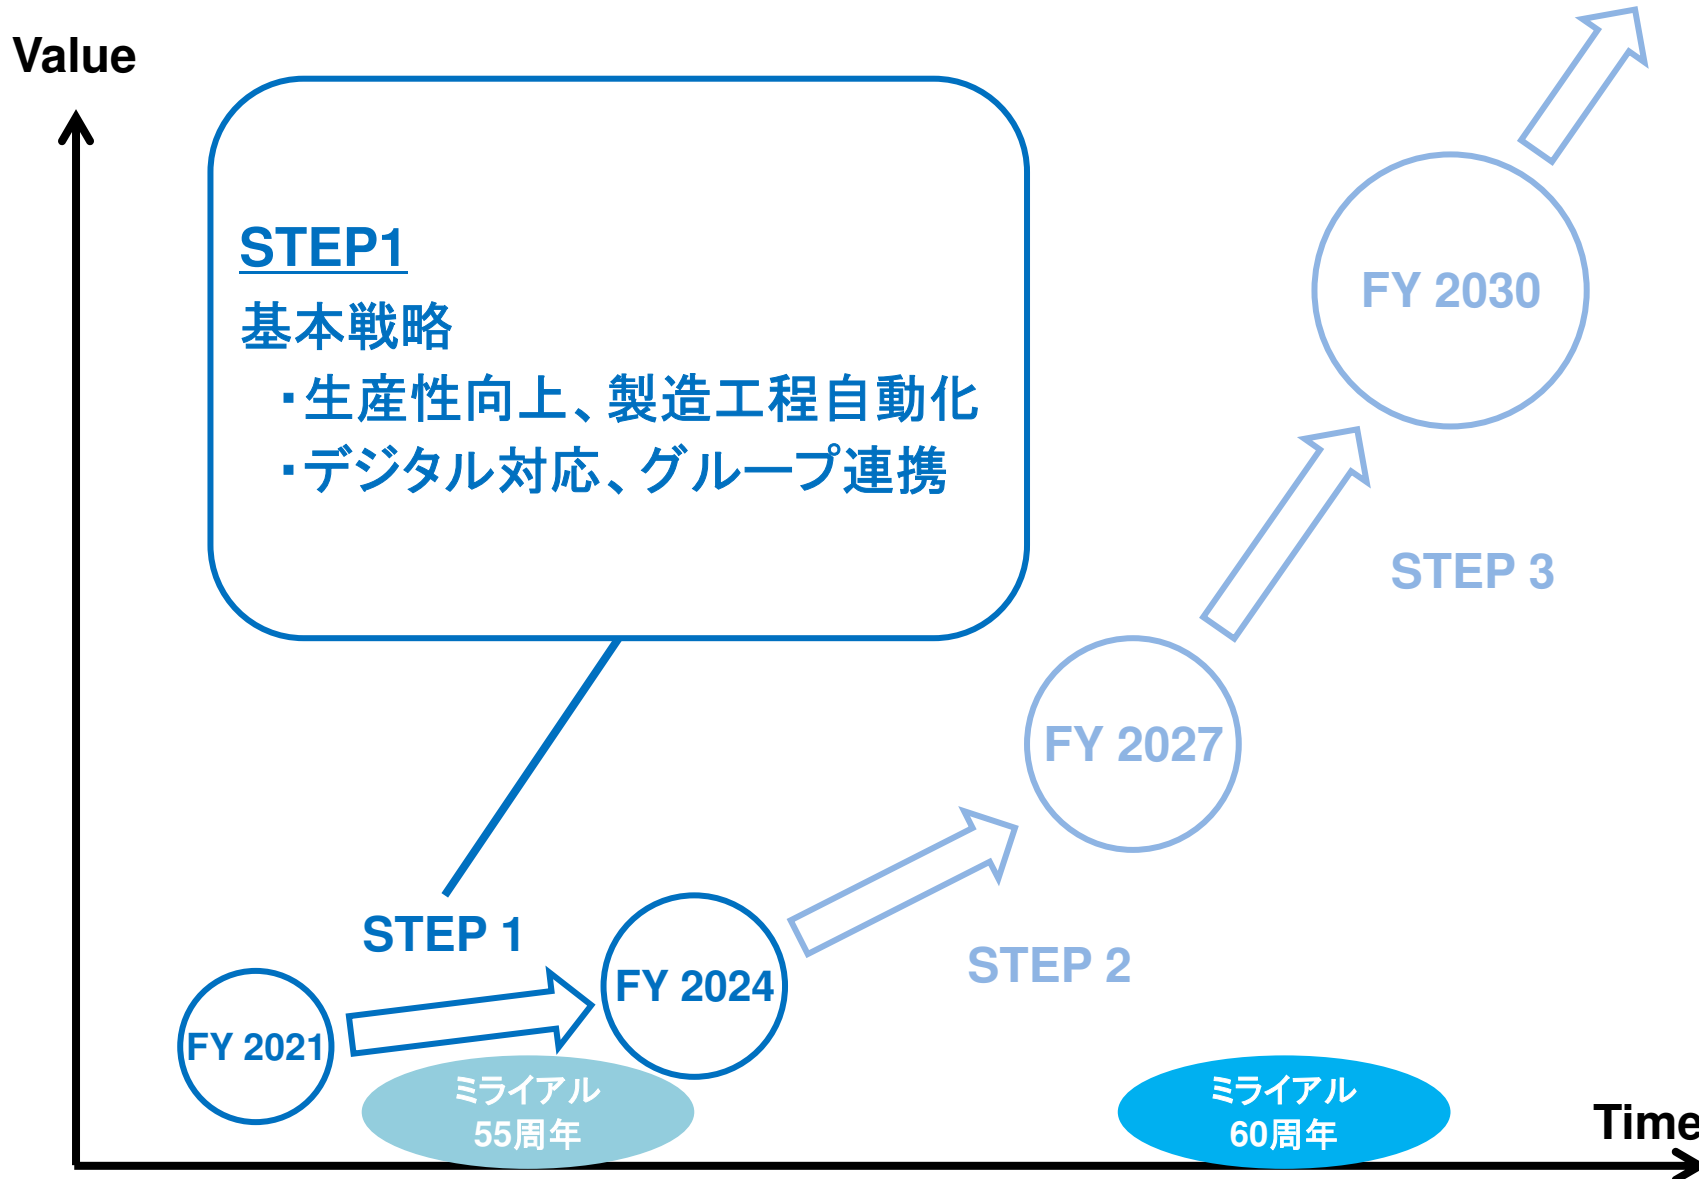 Value
STEP1
基本戦略
・生産性向上、製造工程自動化
・デジタル対応、グループ連携
FY 2030
STEP 3
FY 2027
STEP 1
STEP 2
FY 2024
FY 2021
ミライアル
55周年
ミライアル
60周年
Time